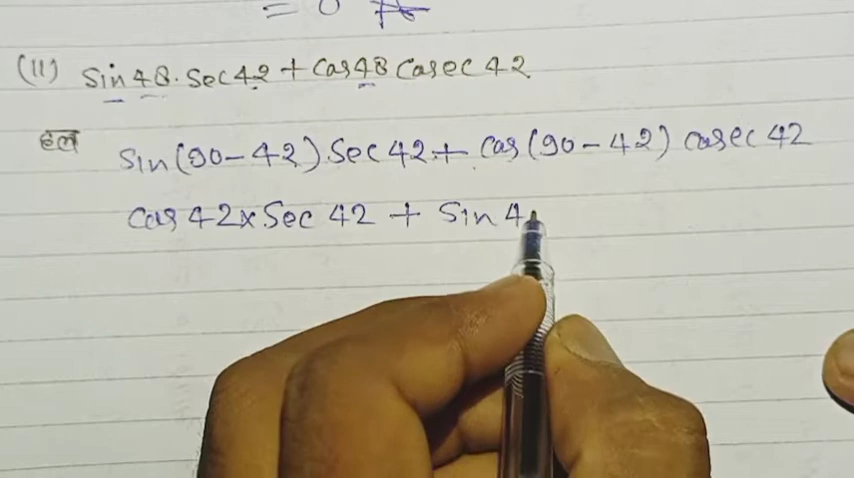 = 0
(11) Sin 48. Sec 42 + Cos 48 Cosec 42
हल Sin (90-42). Sec 42 + Cos (90-42) cosec 42
Cos 42 x Sec 42 + Sin 4